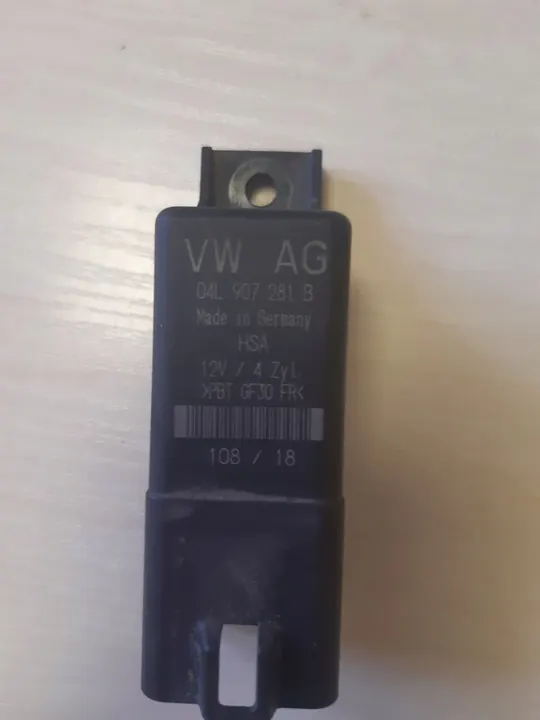 VW AG
04L 907 281 B
Made in Germany
HSA
12V / 4 Zyl.
>PBT GF30 FR<
108 / 18